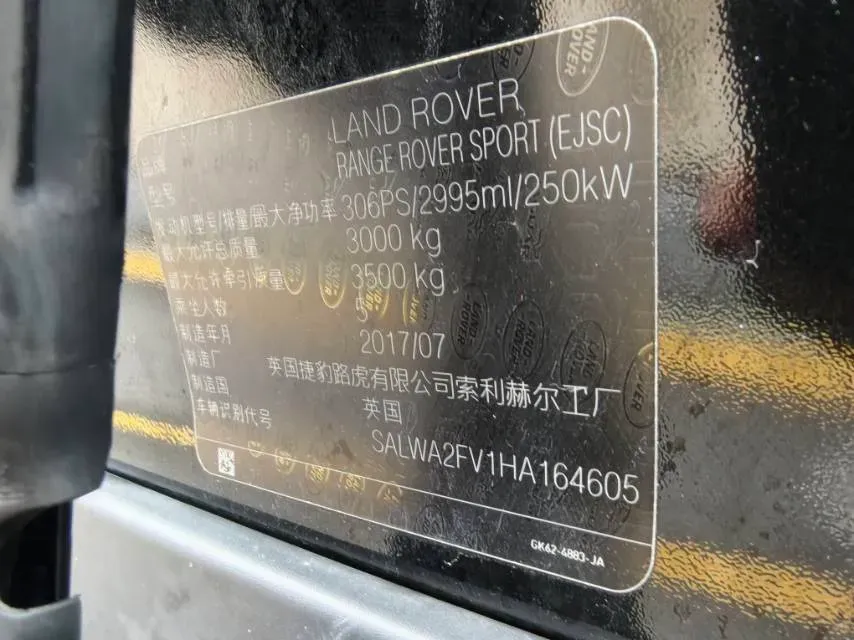 品牌 LAND ROVER
型号 RANGE ROVER SPORT (EJSC)
发动机型号/排量/最大净功率 306PS/2995ml/250kW
最大允许总质量 3000 kg
最大允许牵引质量 3500 kg
乘坐人数 5
制造年月 2017/07
制造厂 英国捷豹路虎有限公司索利赫尔工厂
制造国 英国
车辆识别代号 SALWA2FV1HA164605
GK62-4883-JA